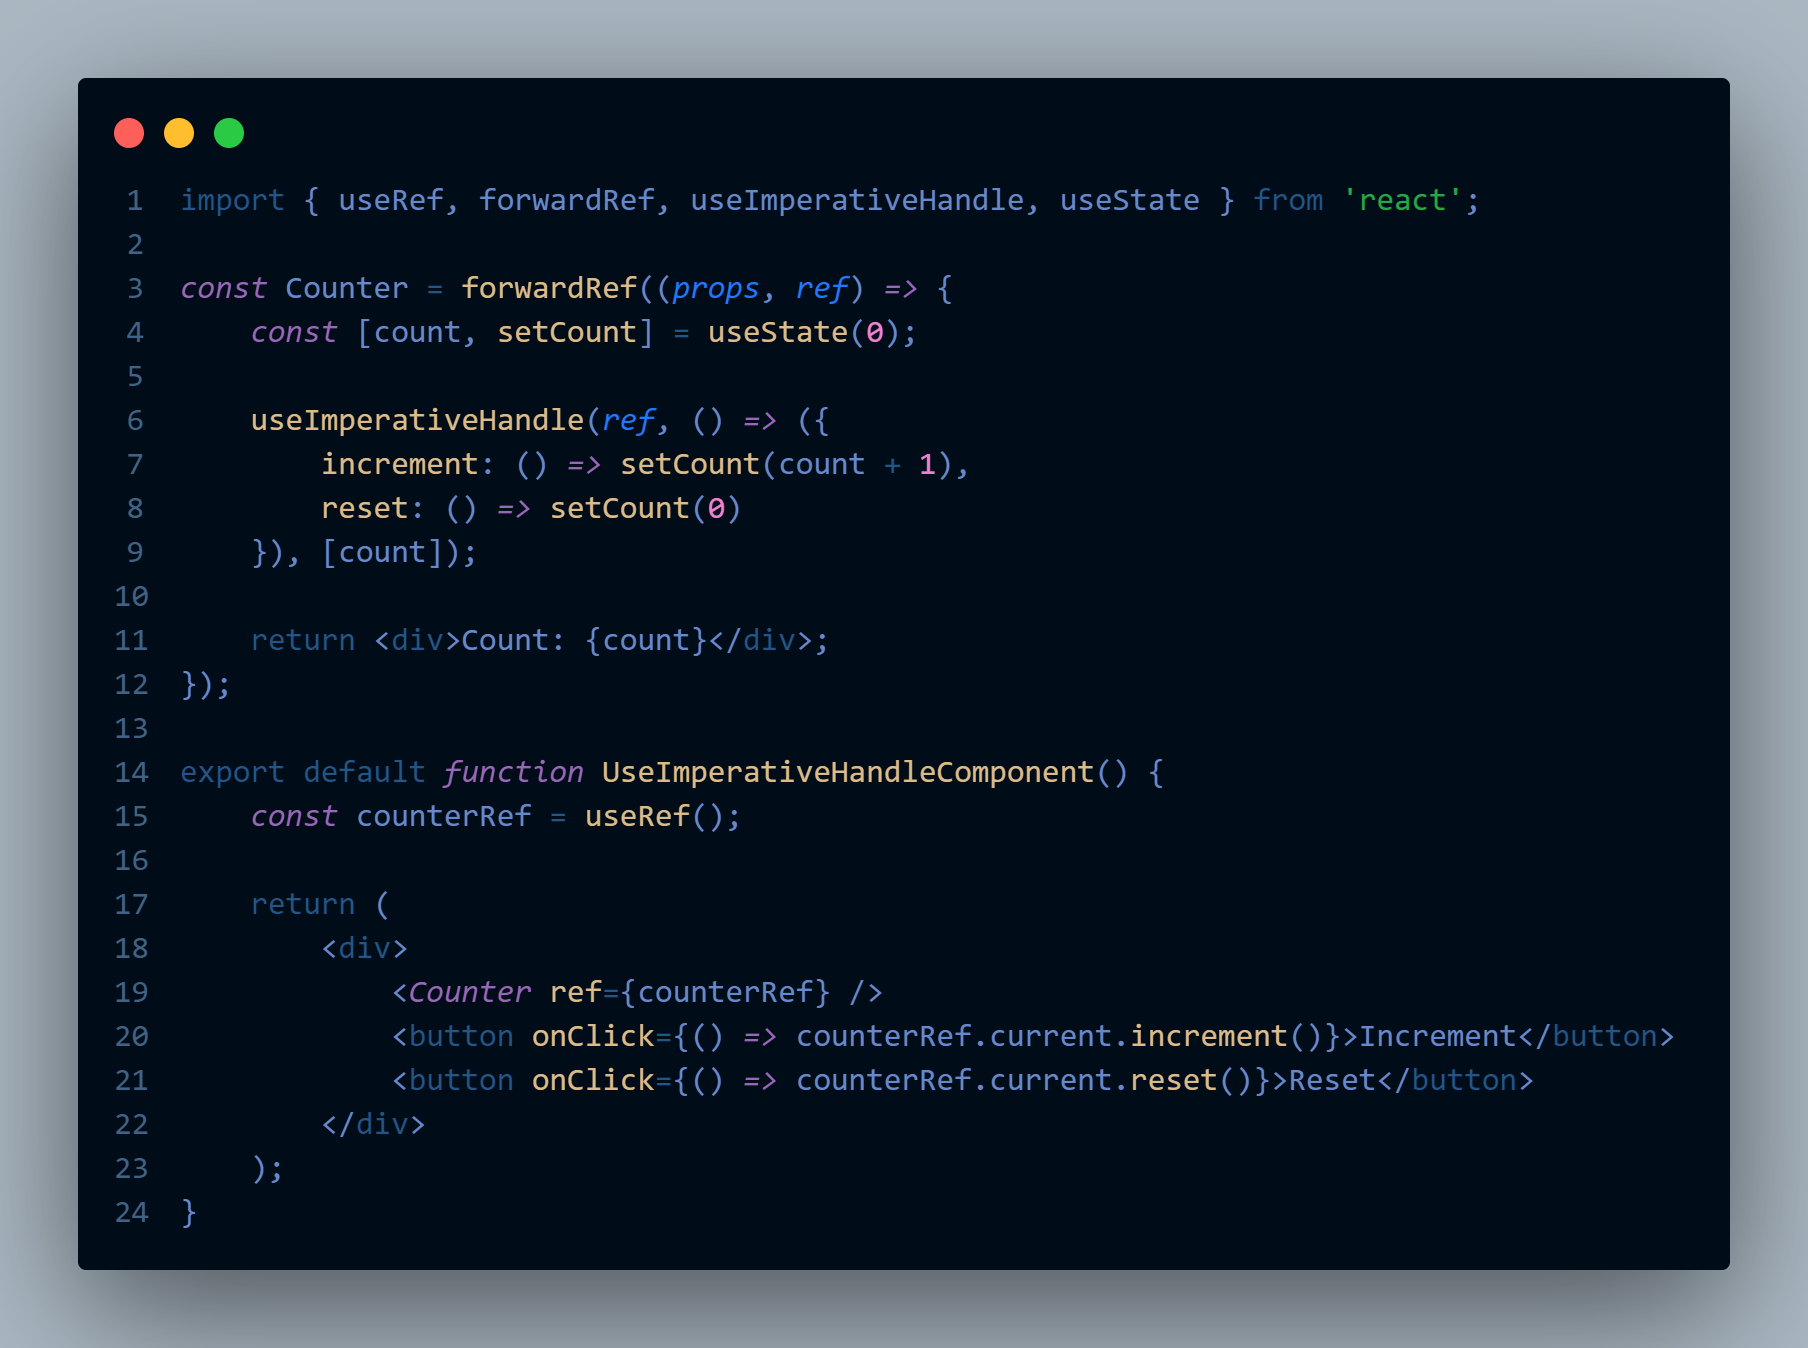 1 import { useRef, forwardRef, useImperativeHandle, useState } from 'react';
2
3 const Counter = forwardRef((props, ref) => {
4     const [count, setCount] = useState(0);
5
6     useImperativeHandle(ref, () => ({
7         increment: () => setCount(count + 1),
8         reset: () => setCount(0)
9     }), [count]);
10
11     return <div>Count: {count}</div>;
12 });
13
14 export default function UseImperativeHandleComponent() {
15     const counterRef = useRef();
16
17     return (
18         <div>
19             <Counter ref={counterRef} />
20             <button onClick={() => counterRef.current.increment()}>Increment</button>
21             <button onClick={() => counterRef.current.reset()}>Reset</button>
22         </div>
23     );
24 }